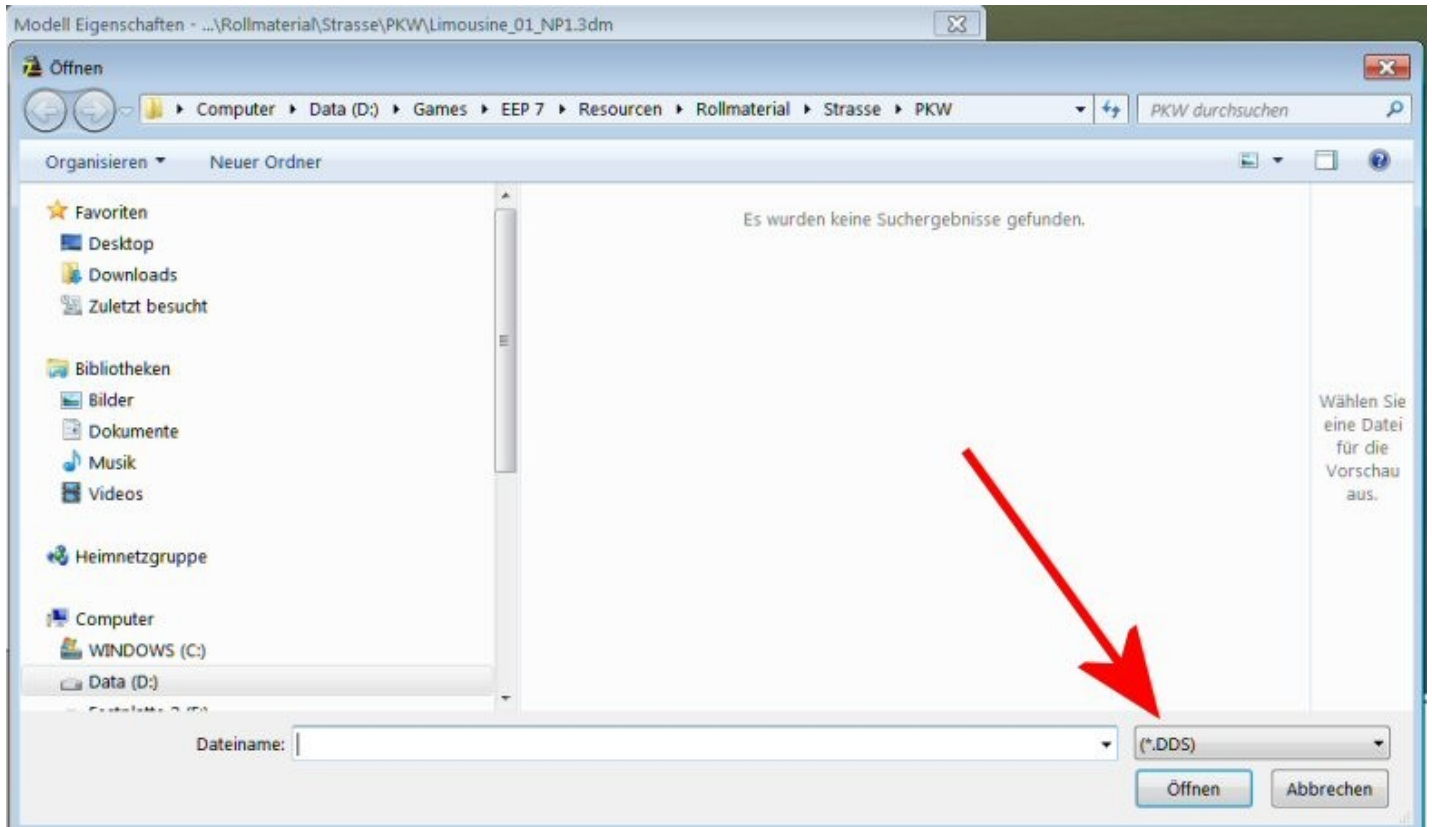 Modell Eigenschaften - ...\Rollmaterial\Strasse\PKW\Limousine_01_NP1.3dm
Öffnen
Computer Data (D:) Games EEP 7 Resourcen Rollmaterial Strasse PKW
PKW durchsuchen
Organisieren
Neuer Ordner
Favoriten
Desktop
Downloads
Zuletzt besucht
Bibliotheken
Bilder
Dokumente
Musik
Videos
Heimnetzgruppe
Computer
WINDOWS (C:)
Data (D:)
Es wurden keine Suchergebnisse gefunden.
Wählen Sie
eine Datei
für die
Vorschau
aus.
Dateiname:
(*.DDS)
Öffnen
Abbrechen